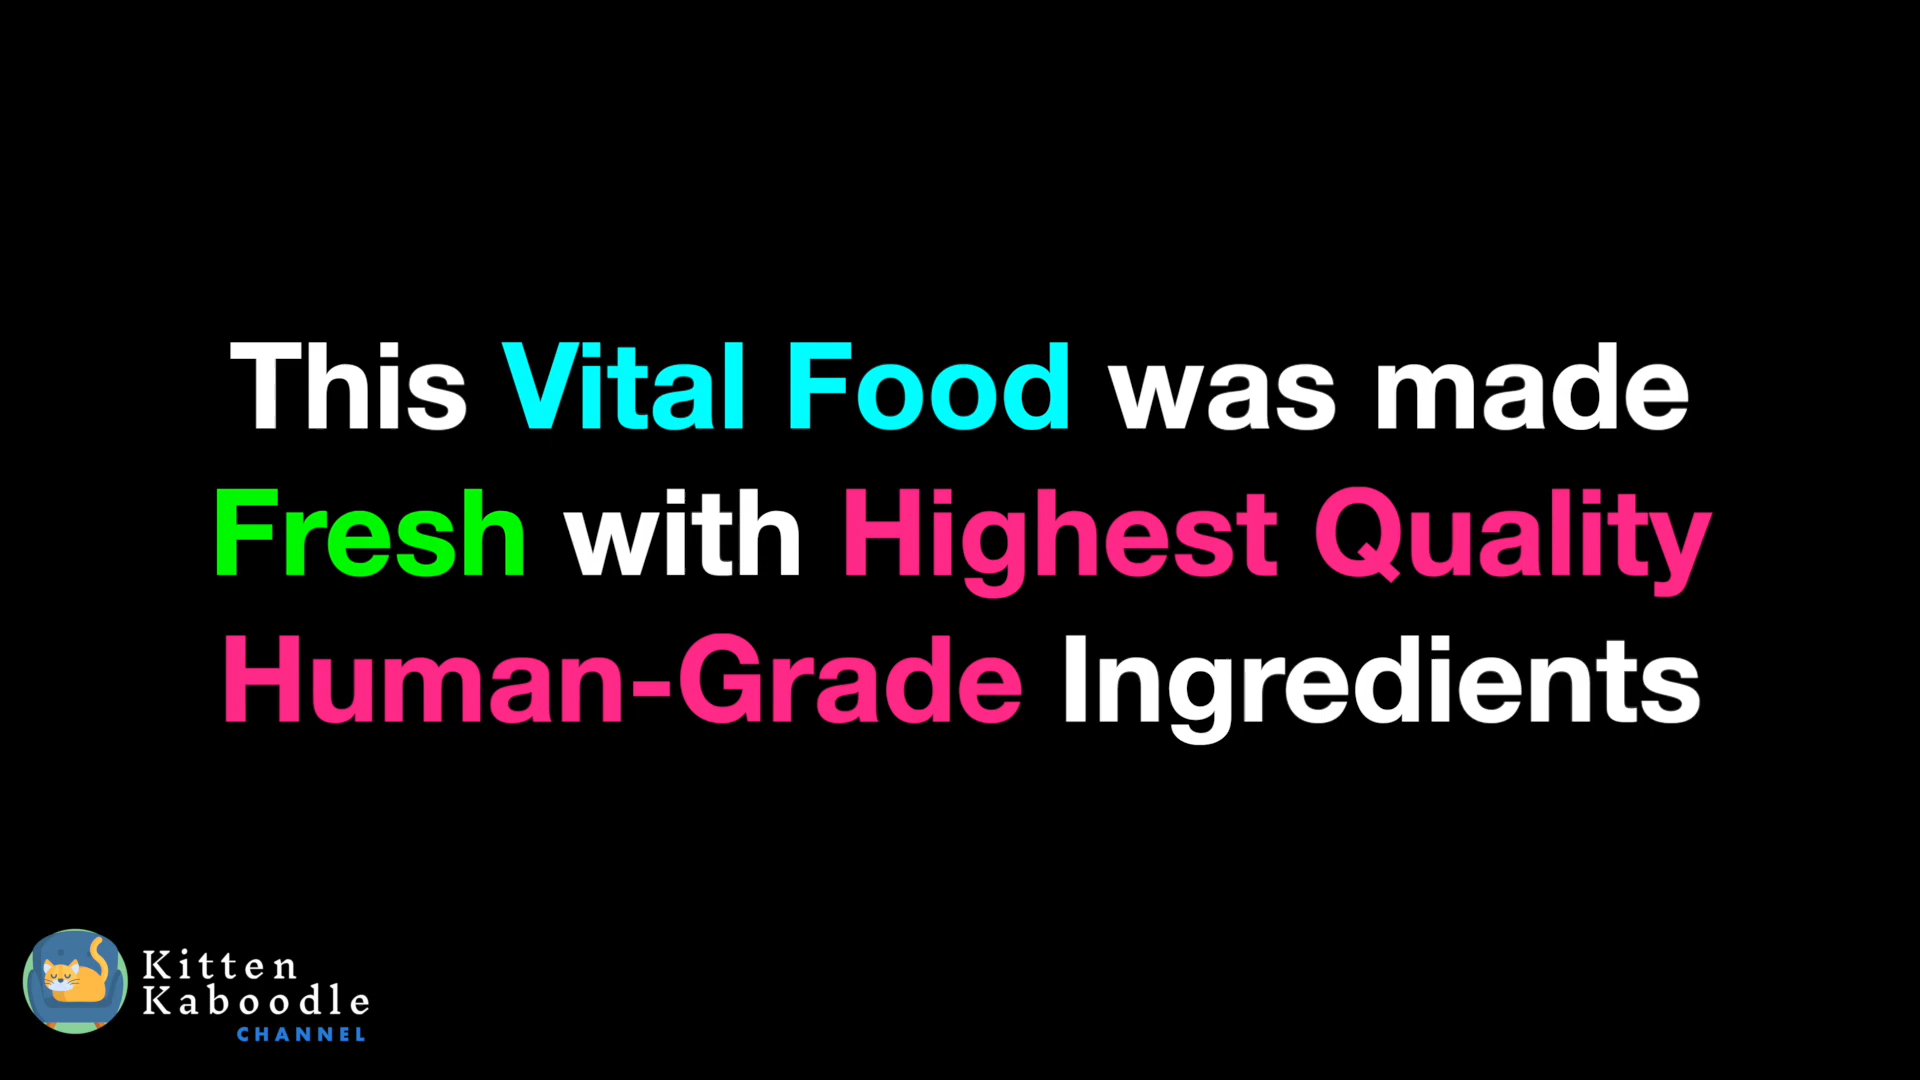 This Vital Food was made
Fresh with Highest Quality
Human-Grade Ingredients
Kitten
Kaboodle
CHANNEL